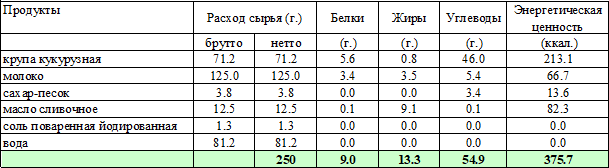 Продукты Расход сырья (г.) Белки Жиры Углеводы Энергетическая ценность
брутто нетто (г.) (г.) (г.) (ккал.)
крупа кукурузная 71.2 71.2 5.6 0.8 46.0 213.1
молоко 125.0 125.0 3.4 3.5 5.4 66.7
сахар-песок 3.8 3.8 0.0 0.0 3.4 13.6
масло сливочное 12.5 12.5 0.1 9.1 0.1 82.3
соль поваренная йодированная 1.3 1.3 0.0 0.0 0.0 0.0
вода 81.2 81.2 0.0 0.0 0.0 0.0
250 9.0 13.3 54.9 375.7